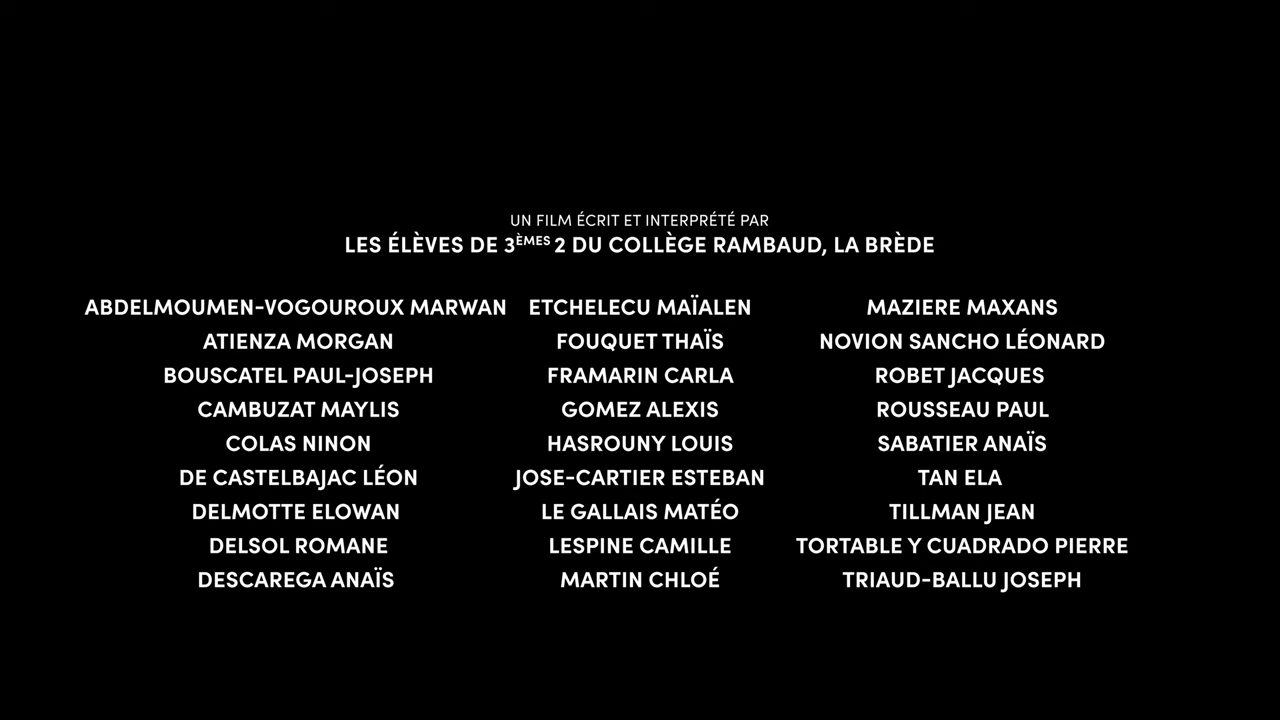 UN FILM ÉCRIT ET INTERPRÉTÉ PAR
LES ÉLÈVES DE 3ÈMES 2 DU COLLÈGE RAMBAUD, LA BRÈDE
ABDELMOUMEN-VOGOUROUX MARWAN
ATIENZA MORGAN
BOUSCATEL PAUL-JOSEPH
CAMBUZAT MAYLIS
COLAS NINON
DE CASTELBAJAC LÉON
DELMOTTE ELOWAN
DELSOL ROMANE
DESCAREGA ANAÏS
ETCHELECU MAÏALEN
FOUQUET THAÏS
FRAMARIN CARLA
GOMEZ ALEXIS
HASROUNY LOUIS
JOSE-CARTIER ESTEBAN
LE GALLAIS MATÉO
LESPINE CAMILLE
MARTIN CHLOÉ
MAZIERE MAXANS
NOVION SANCHO LÉONARD
ROBET JACQUES
ROUSSEAU PAUL
SABATIER ANAÏS
TAN ELA
TILLMAN JEAN
TORTABLE Y CUADRADO PIERRE
TRIAUD-BALLU JOSEPH